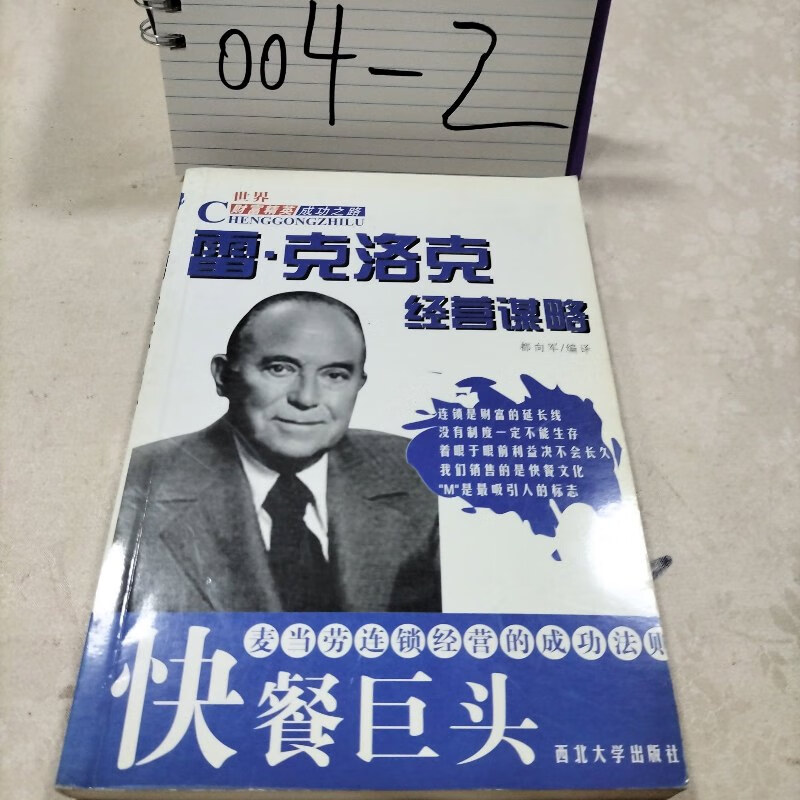 004-2
世界
财富精英 成功之路
CHENGGONGZHILU
雷·克洛克
经营谋略
都向军/编译
连锁是财富的延长线
没有制度一定不能生存
着眼于眼前利益决不会长久
我们销售的是快餐文化
"M"是最吸引人的标志
麦当劳连锁经营的成功法则
快餐巨头
西北大学出版社